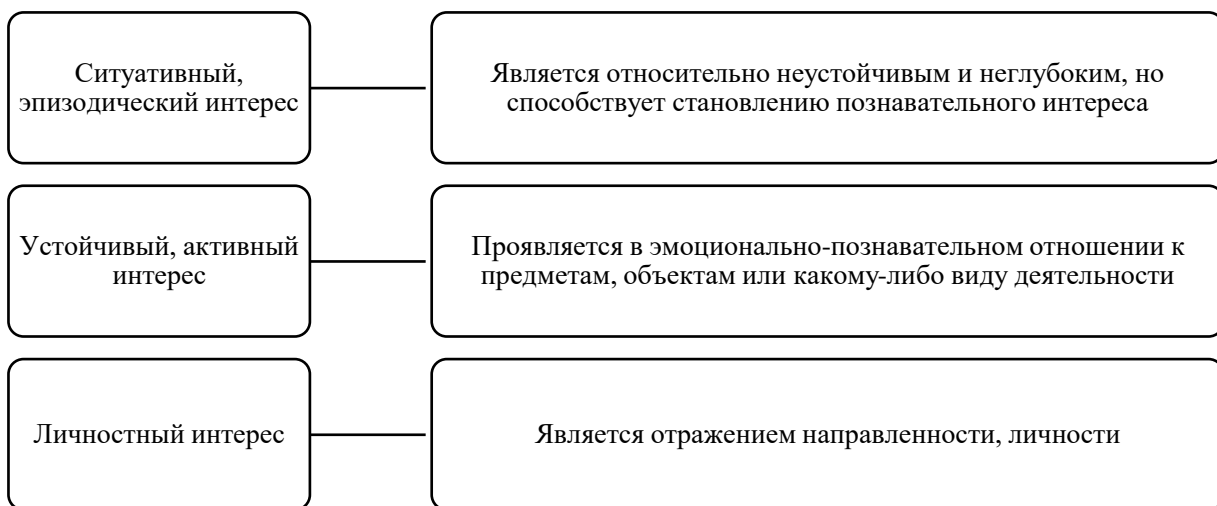 Ситуативный,
эпизодический интерес
Является относительно неустойчивым и неглубоким, но
способствует становлению познавательного интереса
Устойчивый, активный
интерес
Проявляется в эмоционально-познавательном отношении к
предметам, объектам или какому-либо виду деятельности
Личностный интерес
Является отражением направленности, личности